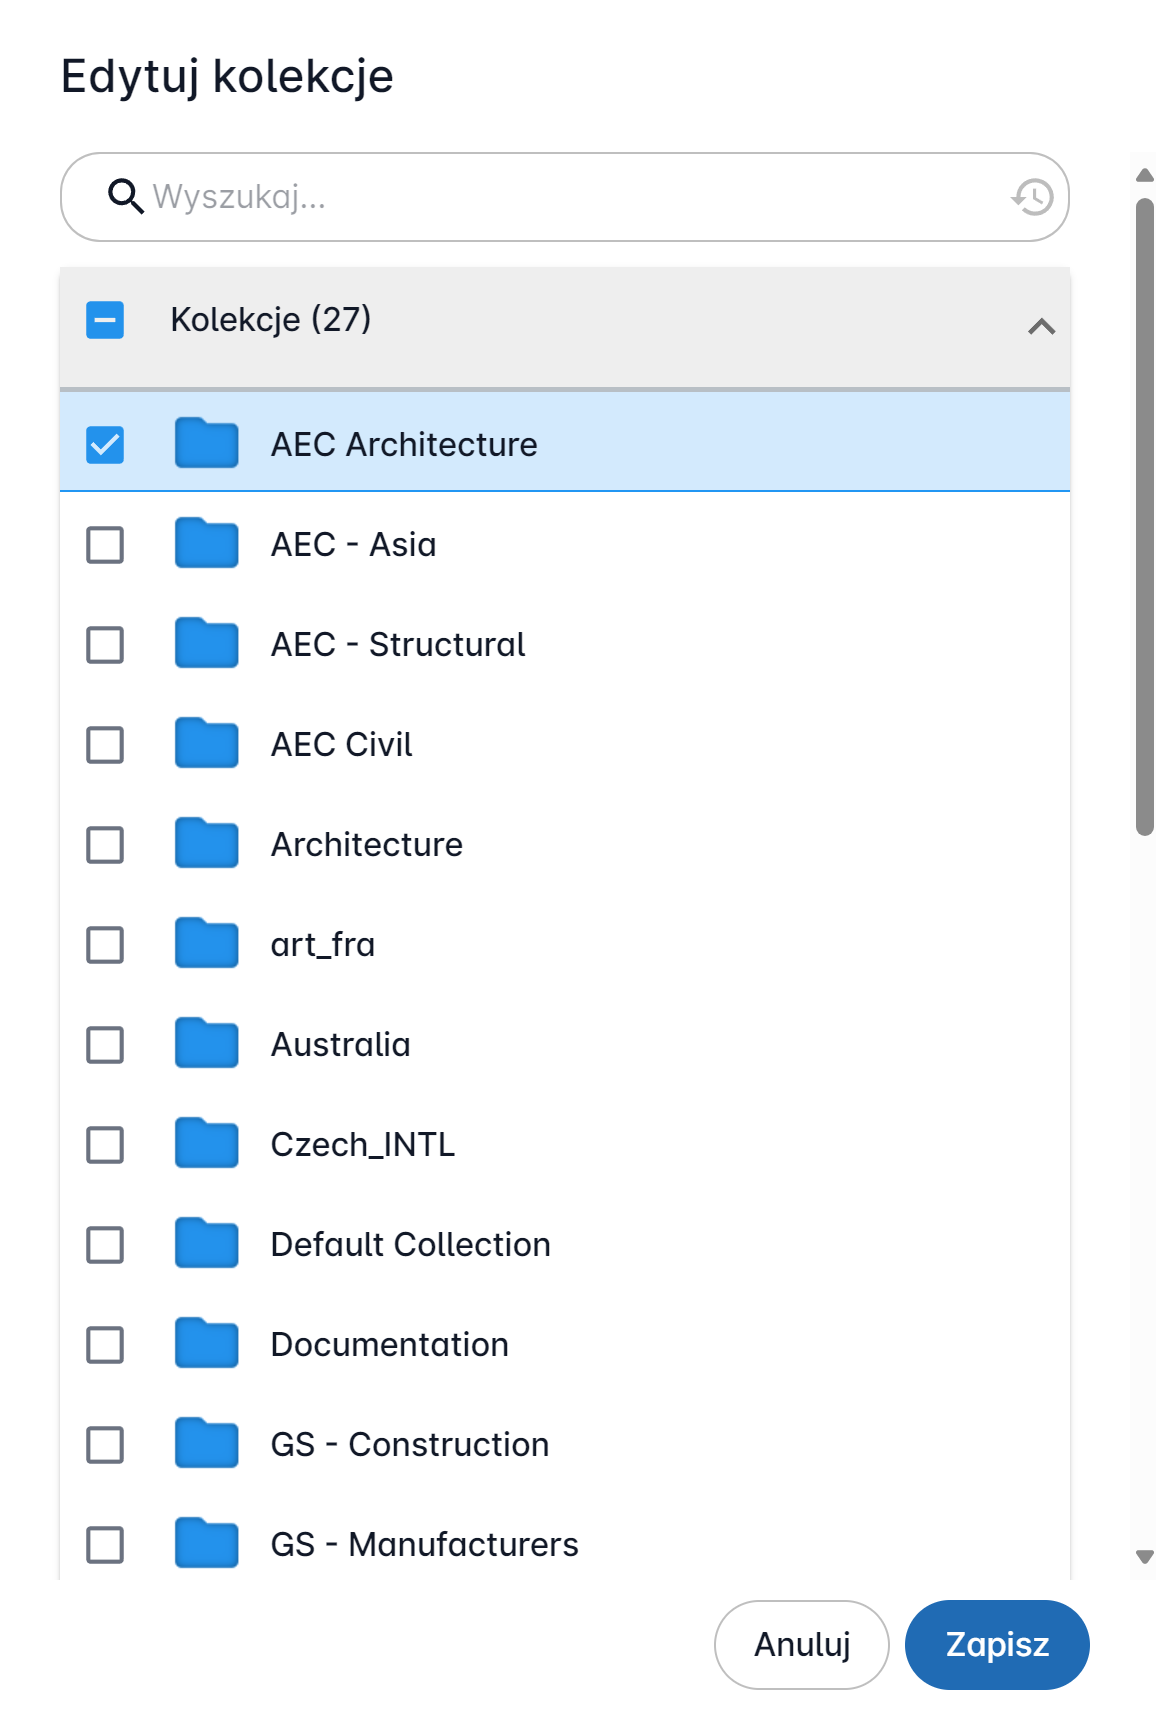 Edytuj kolekcje
Wyszukaj...
Kolekcje (27)
AEC Architecture
AEC - Asia
AEC - Structural
AEC Civil
Architecture
art_fra
Australia
Czech_INTL
Default Collection
Documentation
GS - Construction
GS - Manufacturers
Anuluj
Zapisz